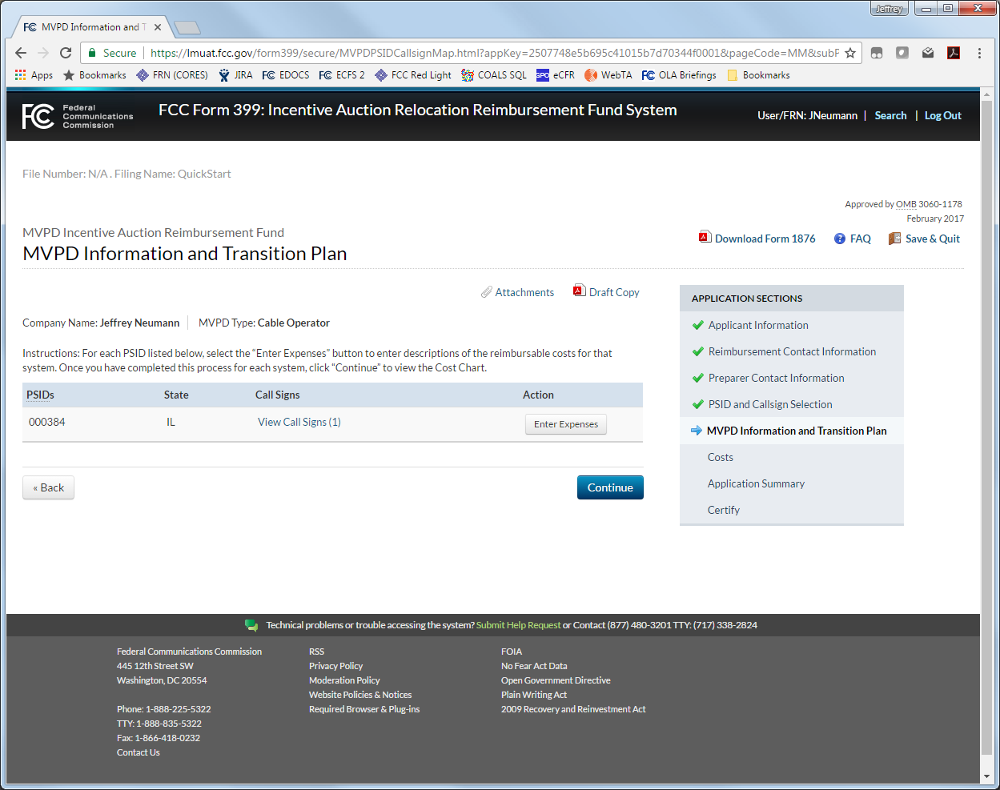 Jeffrey
MVPD Information and T
Secure
https://lmuat.fcc.gov/form399/secure/MVPDPSIDCallsignMap.html?appKey=2507748e5b695c41015b7d70344f0001&pageCode=MM&subF
Apps Bookmarks FRN (CORES) JIRA EDOCS ECFS 2 FCC Red Light COALS SQL GPO eCFR WebTA OLA Briefings Bookmarks
FCC Federal Communications Commission
FCC Form 399: Incentive Auction Relocation Reimbursement Fund System
User/FRN: JNeumann | Search | Log Out
File Number: N/A . Filing Name: QuickStart
Approved by OMB 3060-1178
February 2017
MVPD Incentive Auction Reimbursement Fund
MVPD Information and Transition Plan
Download Form 1876 FAQ Save & Quit
Attachments Draft Copy
Company Name: Jeffrey Neumann MVPD Type: Cable Operator
Instructions: For each PSID listed below, select the “Enter Expenses” button to enter descriptions of the reimbursable costs for that
system. Once you have completed this process for each system, click “Continue” to view the Cost Chart.
PSIDs State Call Signs Action
000384 IL View Call Signs (1) Enter Expenses
« Back Continue
APPLICATION SECTIONS
Applicant Information
Reimbursement Contact Information
Preparer Contact Information
PSID and Callsign Selection
MVPD Information and Transition Plan
Costs
Application Summary
Certify
Technical problems or trouble accessing the system? Submit Help Request or Contact (877) 480-3201 TTY: (717) 338-2824
Federal Communications Commission
445 12th Street SW
Washington, DC 20554
Phone: 1-888-225-5322
TTY: 1-888-835-5322
Fax: 1-866-418-0232
Contact Us
RSS
Privacy Policy
Moderation Policy
Website Policies & Notices
Required Browser & Plug-ins
FOIA
No Fear Act Data
Open Government Directive
Plain Writing Act
2009 Recovery and Reinvestment Act